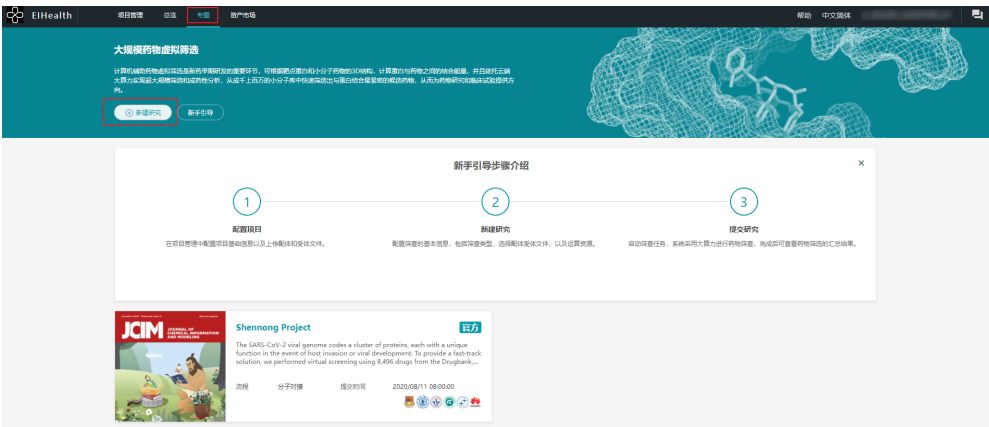 EIHealth 项目管理 总览 专题 资产市场 帮助 中文简体
大规模药物虚拟筛选
计算机辅助药物虚拟筛选是新药早期研发的重要环节，可根据靶点蛋白和小分子药物的3D结构，计算蛋白与药物之间的结合能量，并且依托云端
大算力实现超大规模筛选和成药性分析，从成千上百万的小分子库中快速筛选出与蛋白结合最紧密的候选药物，从而为药物研究和临床试验提供方
向。
新建研究 新手引导
新手引导步骤介绍
1 2 3
配置项目 新建研究 提交研究
在项目管理中配置项目基础信息以及上传配体和受体文件。 配置筛查的基本信息，包括筛查类型、选择配体受体文件，以及运算资源。 启动筛查任务，系统采用大算力进行药物筛查，完成后可查看药物筛选的汇总结果。
JCIM JOURNAL OF
CHEMICAL INFORMATION
AND MODELING
Shennong Project 官方
The SARS-CoV-2 viral genome codes a cluster of proteins, each with a unique
function in the event of host invasion or viral development. To provide a fast-track
solution, we performed virtual screening using 8,496 drugs from the Drugbank,...
流程 分子对接 提交时间 2020/08/11 08:00:00